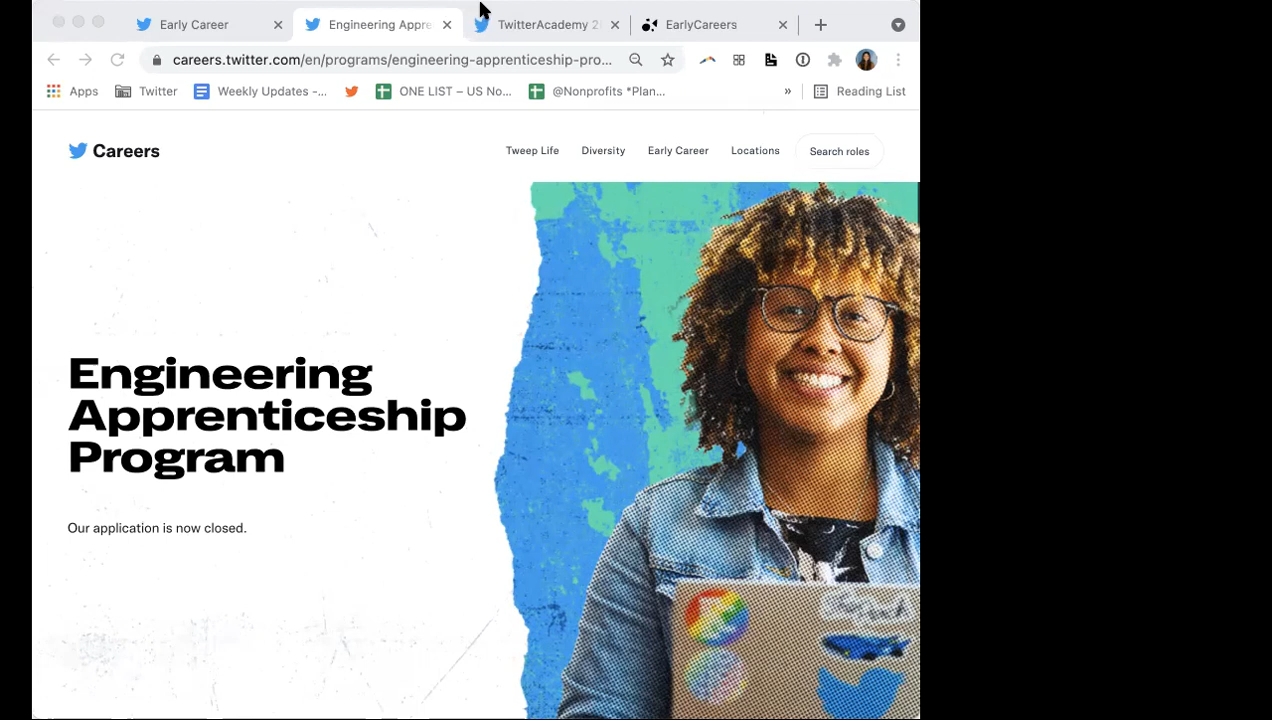 Early Career
Engineering Appre
TwitterAcademy 2
EarlyCareers
careers.twitter.com/en/programs/engineering-apprenticeship-pro...
Apps
Twitter
Weekly Updates -...
ONE LIST – US No...
@Nonprofits *Plan...
»
Reading List
Careers
Tweep Life
Diversity
Early Career
Locations
Search roles
Engineering
Apprenticeship
Program
Our application is now closed.